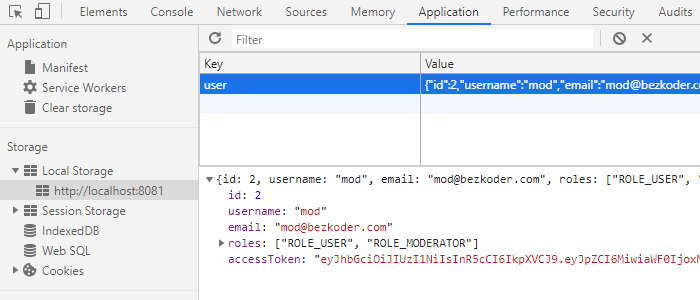 Elements Console Sources Network Memory Application Performance Security Audits
Application
Manifest
Service Workers
Clear storage
Storage
Local Storage
http://localhost:8081
Session Storage
IndexedDB
Web SQL
Cookies
Filter
Key Value
user {"id":2,"username":"mod","email":"mod@bezkoder.co
{id: 2, username: "mod", email: "mod@bezkoder.com", roles: ["ROLE_USER", "
id: 2
username: "mod"
email: "mod@bezkoder.com"
roles: ["ROLE_USER", "ROLE_MODERATOR"]
accessToken: "eyJhbGciOiJIUzI1NiIsInR5cCI6IkpXVCJ9.eyJpZCI6MiwiaWF0Ijox